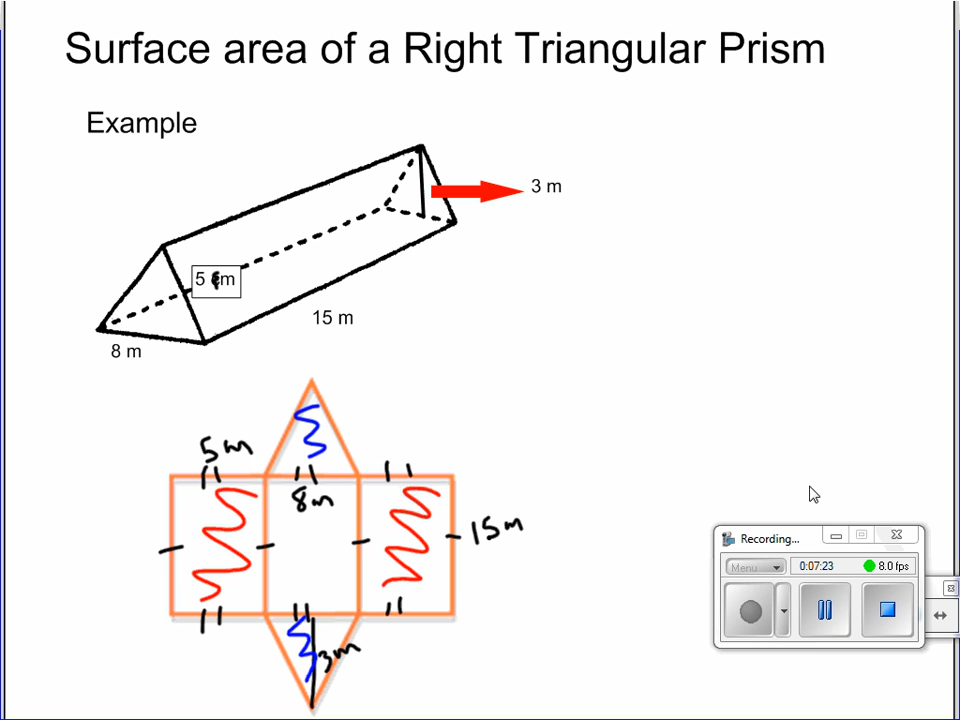 Surface area of a Right Triangular Prism
Example
3 m
5 m
15 m
8 m
5m
8m
15m
3m
Recording...
Menu
0:07:23
8.0 fps